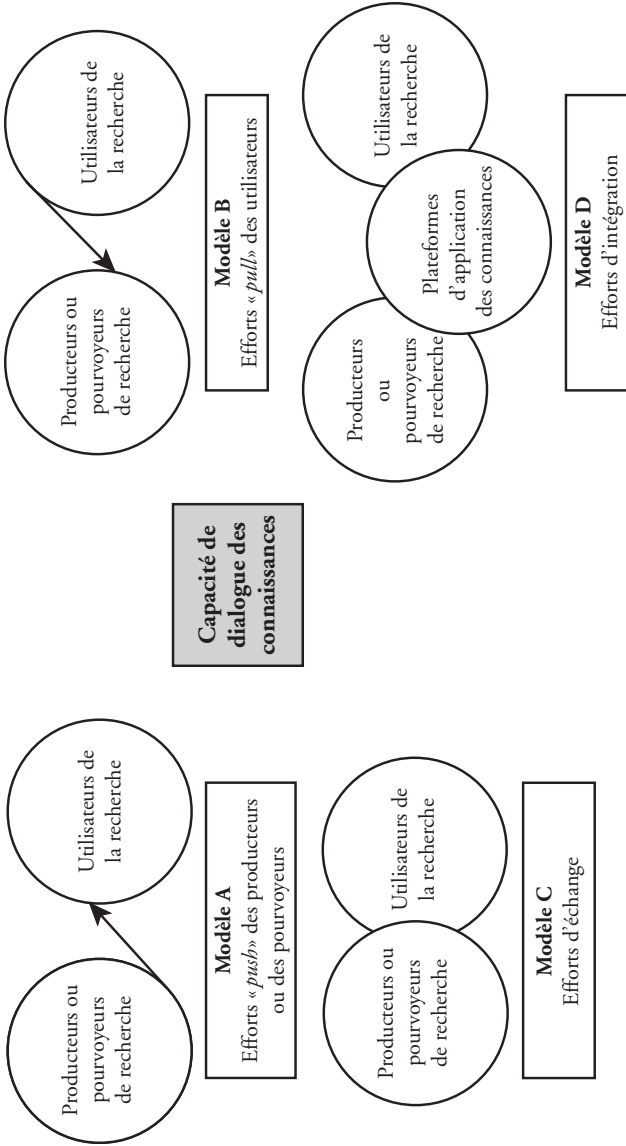 Producteurs ou
pourvoyeurs
de recherche
Utilisateurs de
la recherche
Modèle A
Efforts « push » des producteurs
ou des pourvoyeurs
Producteurs ou
pourvoyeurs
de recherche
Utilisateurs de
la recherche
Modèle B
Efforts « pull » des utilisateurs
Capacité de
dialogue des
connaissances
Producteurs ou
pourvoyeurs
de recherche
Utilisateurs de
la recherche
Modèle C
Efforts d'échange
Producteurs
ou
pourvoyeurs
de recherche
Plateformes
d'application
des connaissances
Utilisateurs de
la recherche
Modèle D
Efforts d'intégration